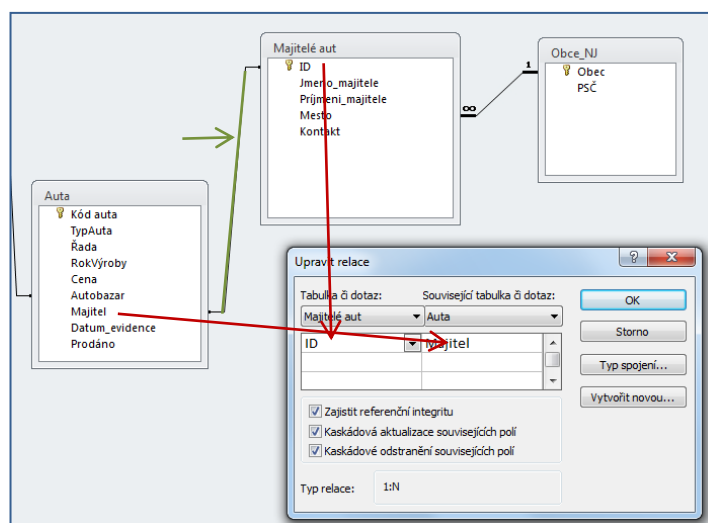 Majitelé aut
ID
Jmeno_majitele
Príjmeni_majitele
Mesto
Kontakt
1
∞
Obce_NJ
Obec
PSČ
Auta
Kód auta
TypAuta
Řada
RokVýroby
Cena
Autobazar
Majitel
Datum_evidence
Prodáno
Upravit relace
?
Tabulka či dotaz: Související tabulka či dotaz:
Majitelé aut Auta
ID Majitel
Zajistit referenční integritu
Kaskádová aktualizace souvisejících polí
Kaskádové odstranění souvisejících polí
Typ relace: 1:N
OK
Storno
Typ spojení...
Vytvořit novou...